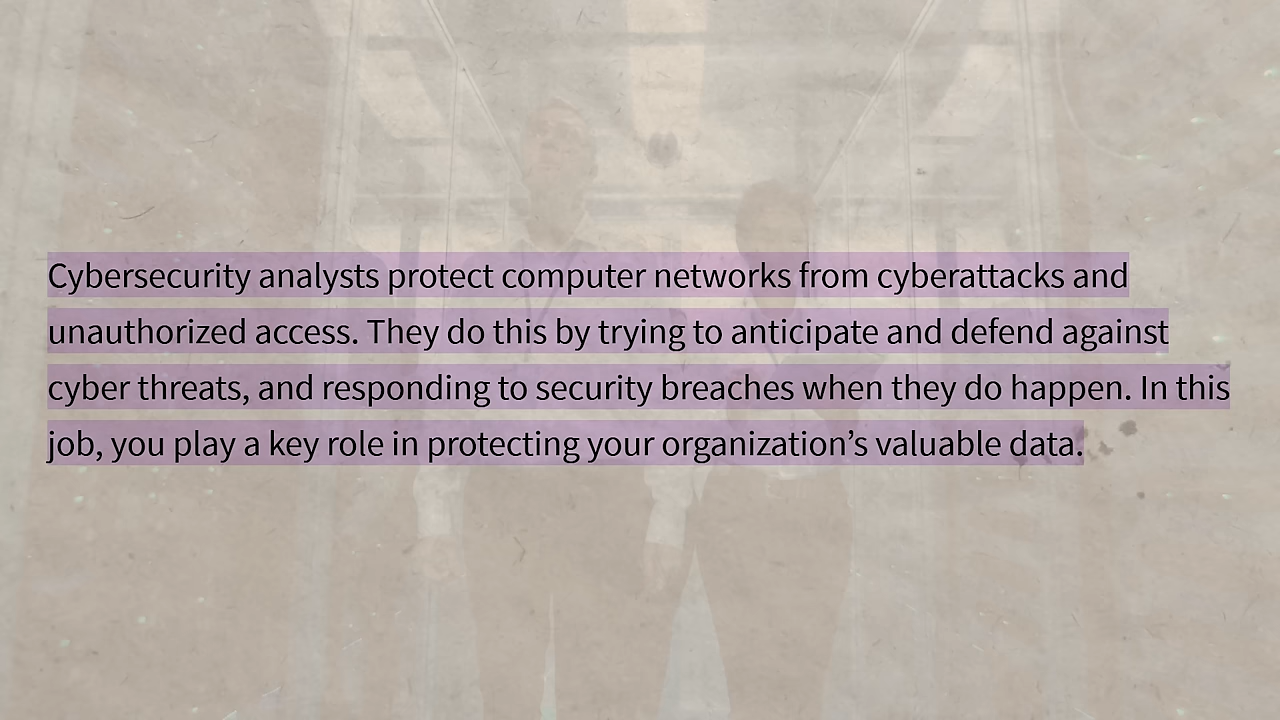 Cybersecurity analysts protect computer networks from cyberattacks and
unauthorized access. They do this by trying to anticipate and defend against
cyber threats, and responding to security breaches when they do happen. In this
job, you play a key role in protecting your organization’s valuable data.